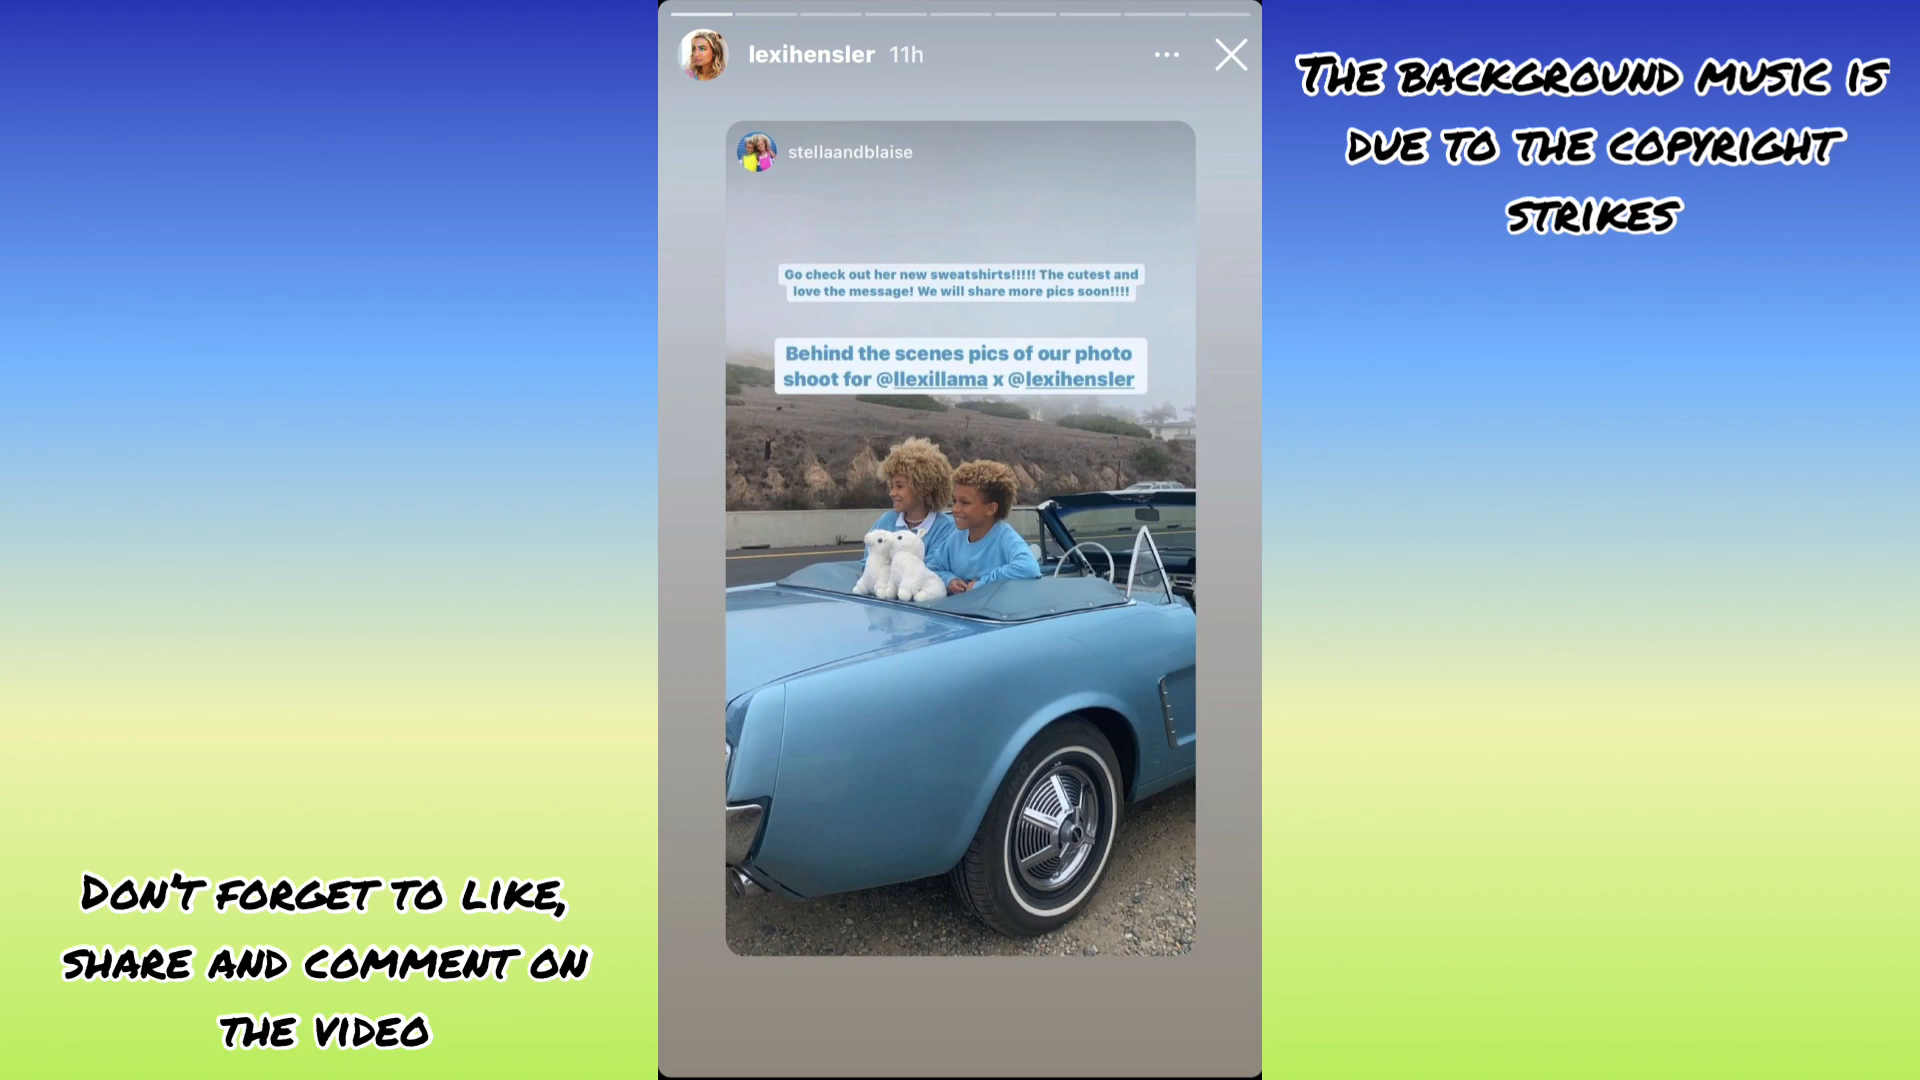 lexihensler 11h
stellaandblaise
Go check out her new sweatshirts!!!!! The cutest and
love the message! We will share more pics soon!!!!
Behind the scenes pics of our photo
shoot for @llexillama x @lexihensler
The background music is
due to the copyright
strikes
Don't forget to like,
share and comment on
the video